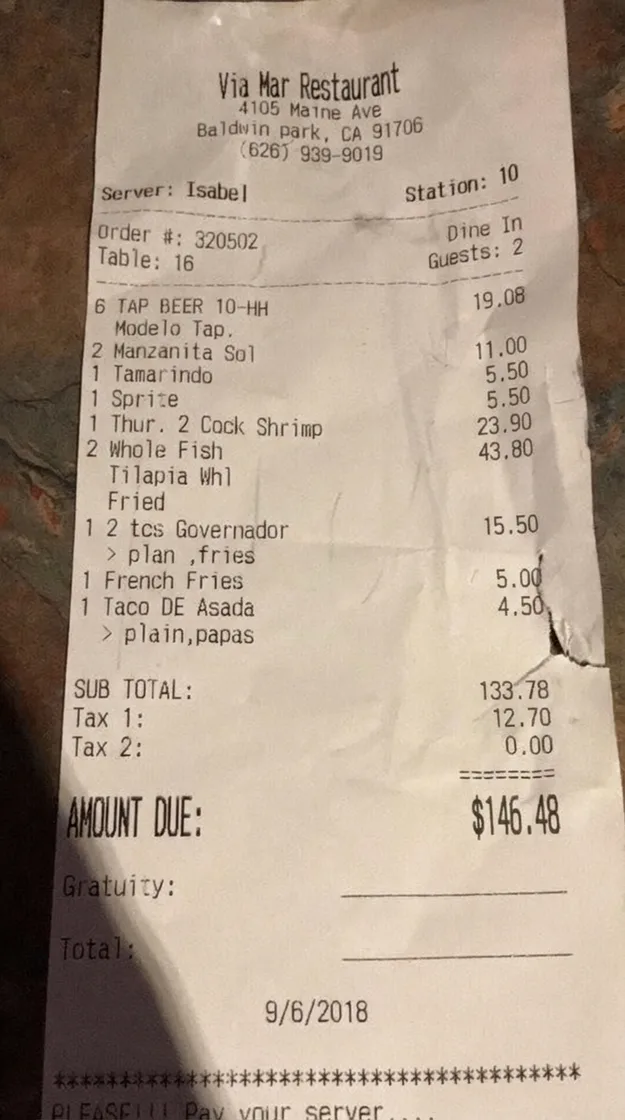 Via Mar Restaurant
4105 Maine Ave
Baldwin park, CA 91706
(626) 939-9019
Server: Isabel Station: 10
Order #: 320502 Dine In
Table: 16 Guests: 2
6 TAP BEER 10-HH 19.08
Modelo Tap.
2 Manzanita Sol 11.00
1 Tamarindo 5.50
1 Sprite 5.50
1 Thur. 2 Cock Shrimp 23.90
2 Whole Fish 43.80
Tilapia Whl
Fried
1 2 tcs Governador 15.50
> plan ,fries
1 French Fries 5.00
1 Taco DE Asada 4.50
> plain,papas
SUB TOTAL: 133.78
Tax 1: 12.70
Tax 2: 0.00
========
AMOUNT DUE: $146.48
Gratuity:
Total:
9/6/2018
****************************************
PLEASE!!! Pay your server....